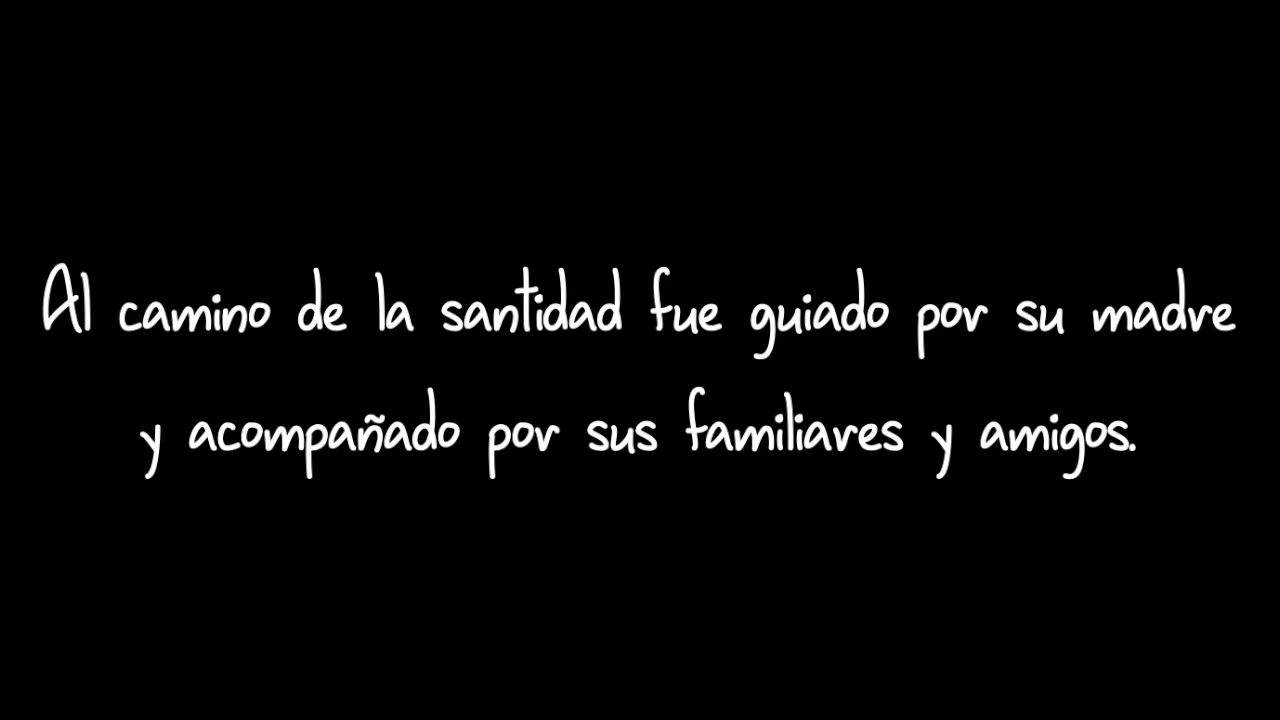 Al camino de la santidad fue guiado por su madre
y acompañado por sus familiares y amigos.